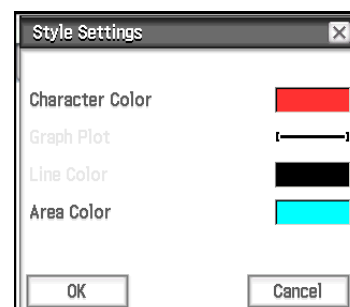 Style Settings
Character Color
Graph Plot
Line Color
Area Color
OK Cancel